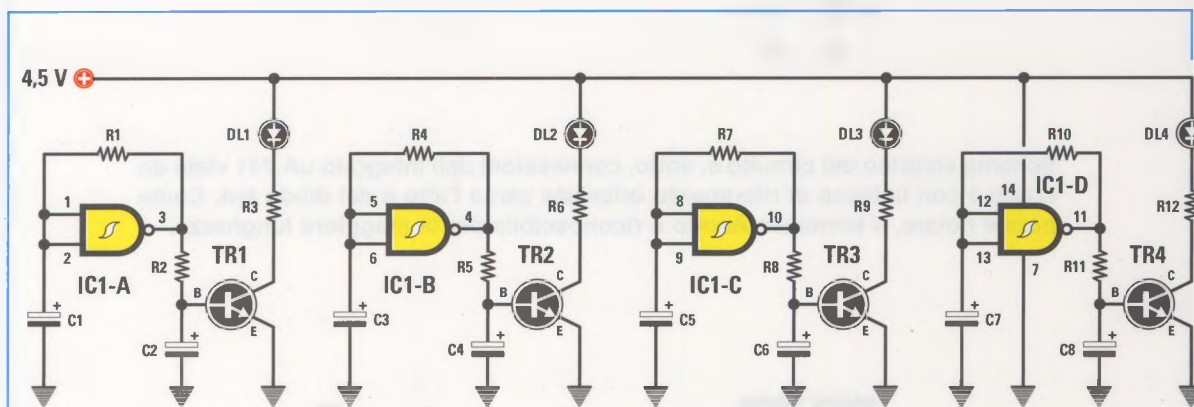 4,5 V +
R1
DL1
1
2
3
IC1-A
R2
R3
TR1
B
C
E
C1
C2
R4
DL2
5
6
4
IC1-B
R5
R6
TR2
B
C
E
C3
C4
R7
DL3
8
9
10
IC1-C
R8
R9
TR3
B
C
E
C5
C6
R10
DL4
14
IC1-D
12
13
11
7
R11
R12
TR4
B
C
E
C7
C8